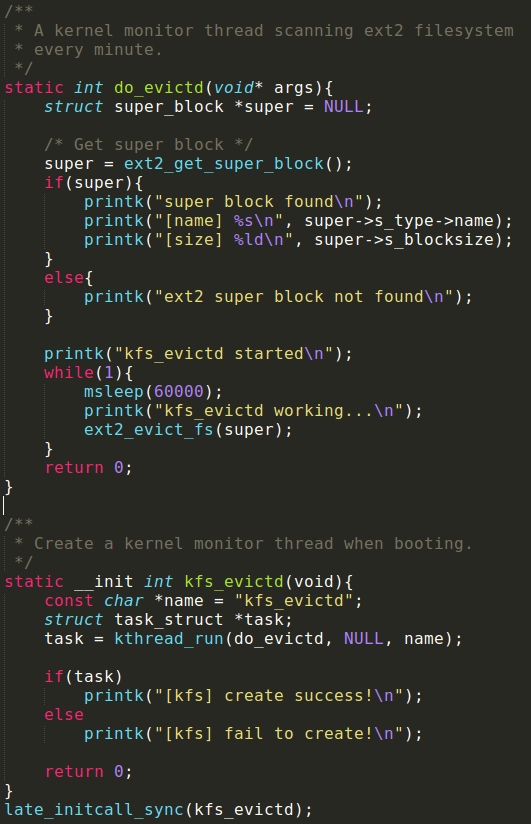 /**
 * A kernel monitor thread scanning ext2 filesystem
 * every minute.
 */
static int do_evictd(void* args){
    struct super_block *super = NULL;

    /* Get super block */
    super = ext2_get_super_block();
    if(super){
        printk("super block found\n");
        printk("[name] %s\n", super->s_type->name);
        printk("[size] %ld\n", super->s_blocksize);
    }
    else{
        printk("ext2 super block not found\n");
    }

    printk("kfs_evictd started\n");
    while(1){
        msleep(60000);
        printk("kfs_evictd working...\n");
        ext2_evict_fs(super);
    }
    return 0;
}

/**
 * Create a kernel monitor thread when booting.
 */
static __init int kfs_evictd(void){
    const char *name = "kfs_evictd";
    struct task_struct *task;
    task = kthread_run(do_evictd, NULL, name);

    if(task)
        printk("[kfs] create success!\n");
    else
        printk("[kfs] fail to create!\n");

    return 0;
}
late_initcall_sync(kfs_evictd);